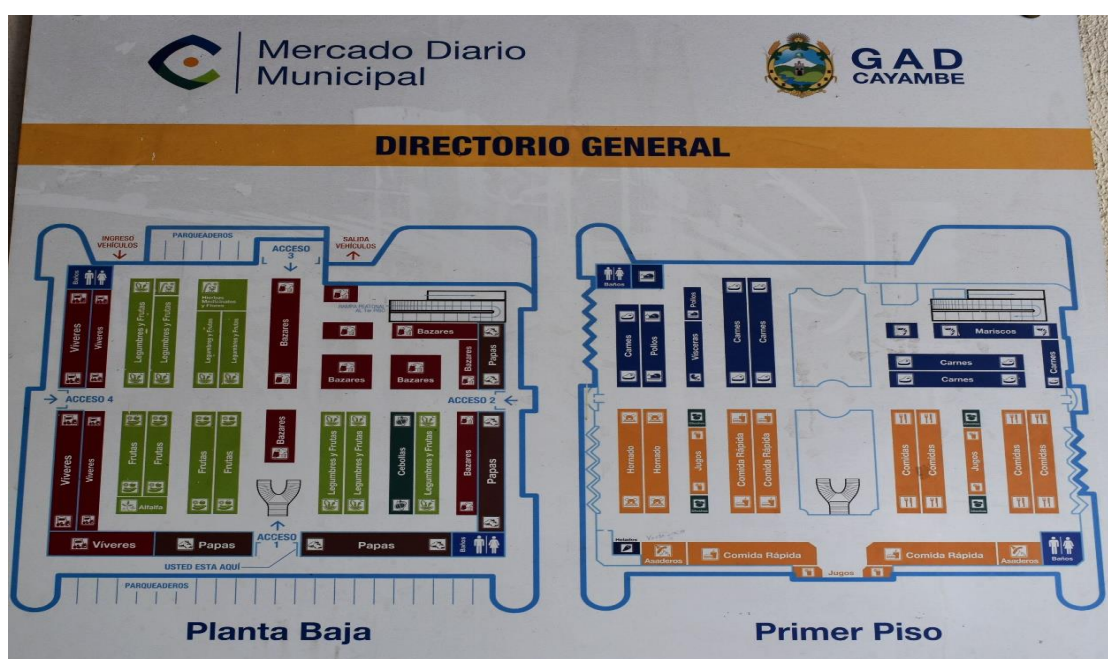 Mercado Diario
Municipal
GAD
CAYAMBE
DIRECTORIO GENERAL
INGRESO
VEHÍCULOS
PARQUEADEROS
SALIDA
VEHÍCULOS
ACCESO
3
Baños
Víveres
Víveres
Legumbres y Frutas
Legumbres y Frutas
Hierbas
Medicinales
y Flores
Legumbres y Frutas
Legumbres y Frutas
Bazares
Bazares
Bazares
Bazares
Bazares
Papas
ACCESO 4
ACCESO 2
Víveres
Víveres
Frutas
Frutas
Alfalfa
Frutas
Frutas
Bazares
Legumbres y Frutas
Legumbres y Frutas
Cebollas
Legumbres y Frutas
Bazares
Papas
Víveres
Papas
ACCESO
1
Papas
Baños
USTED ESTA AQUÍ
PARQUEADEROS
Planta Baja
Baños
Carnes
Pollos
Pollos
Vísceras
Carnes
Carnes
Mariscos
Carnes
Carnes
Carnes
Hornado
Hornado
Jugos
Comida Rápida
Comida Rápida
Comidas
Comidas
Jugos
Comidas
Comidas
Helados
Asaderos
Comida Rápida
Jugos
Comida Rápida
Asaderos
Baños
Primer Piso